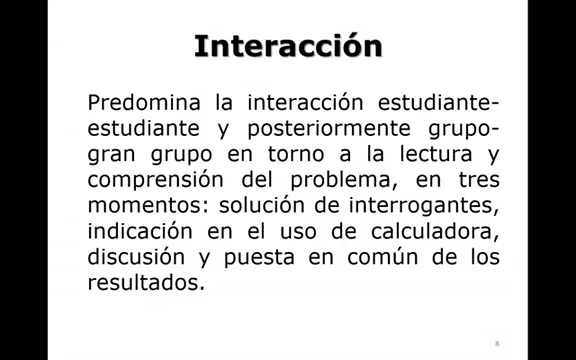 Interacción
Predomina la interacción estudiante-
estudiante y posteriormente grupo-
gran grupo en torno a la lectura y
comprensión del problema, en tres
momentos: solución de interrogantes,
indicación en el uso de calculadora,
discusión y puesta en común de los
resultados.
8